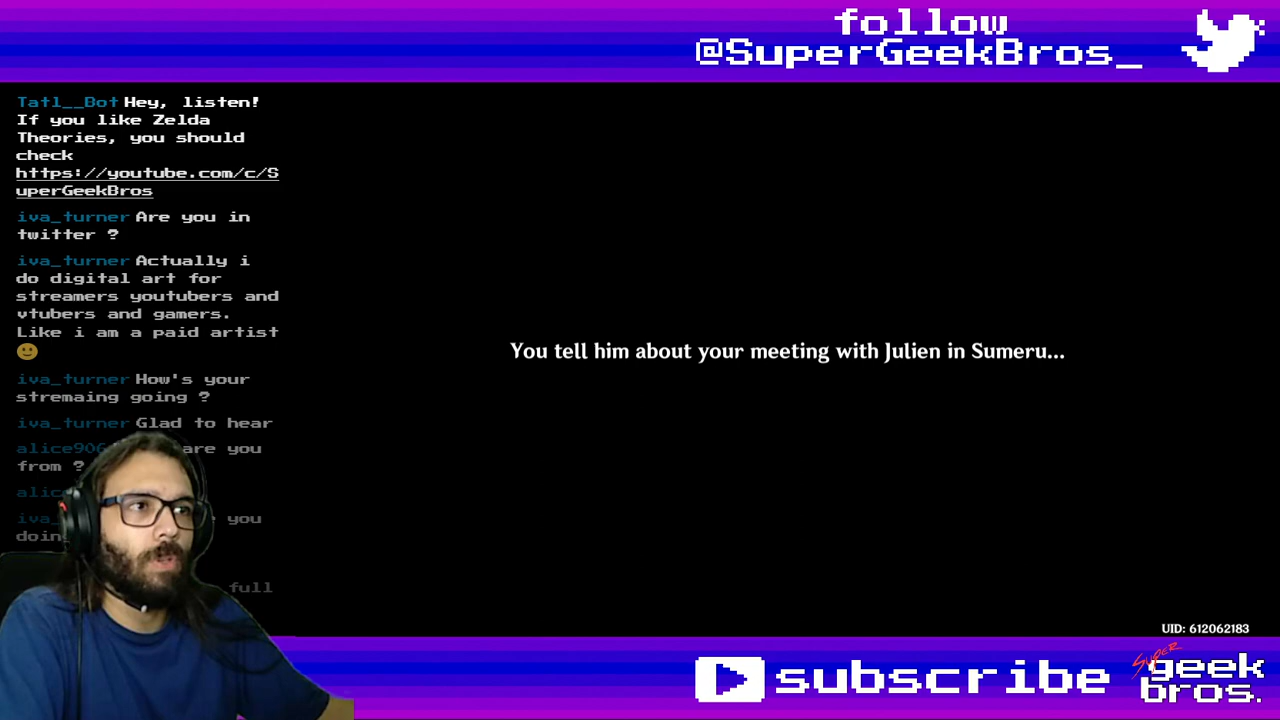 follow
@SuperGeekBros_
Tatl__Bot Hey, listen!
If you like Zelda
Theories, you should
check
https://youtube.com/c/S
uperGeekBros
iva_turner Are you in
twitter ?
iva_turner Actually i
do digital art for
streamers youtubers and
vtubers and gamers.
Like i am a paid artist
iva_turner How's your
stremaing going ?
iva_turner Glad to hear
alice906 are you
from ?
you
full
You tell him about your meeting with Julien in Sumeru...
UID: 612062183
subscribe
SUPER
geek
bros.